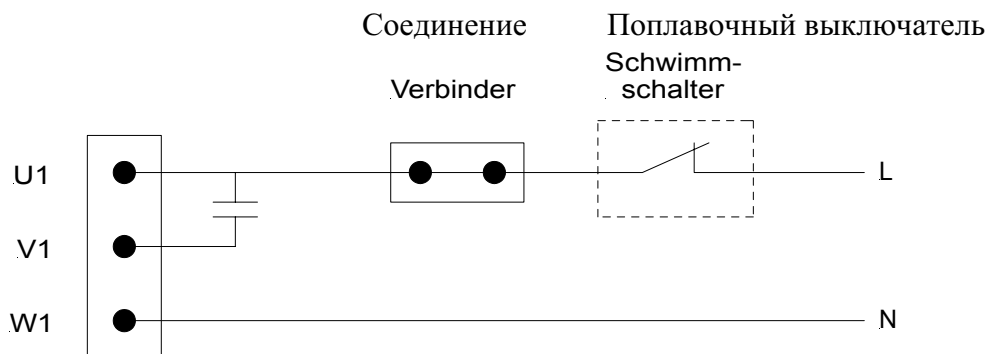 Соединение Поплавочный выключатель
Verbinder
Schwimm-
schalter
U1
L
V1
W1
N